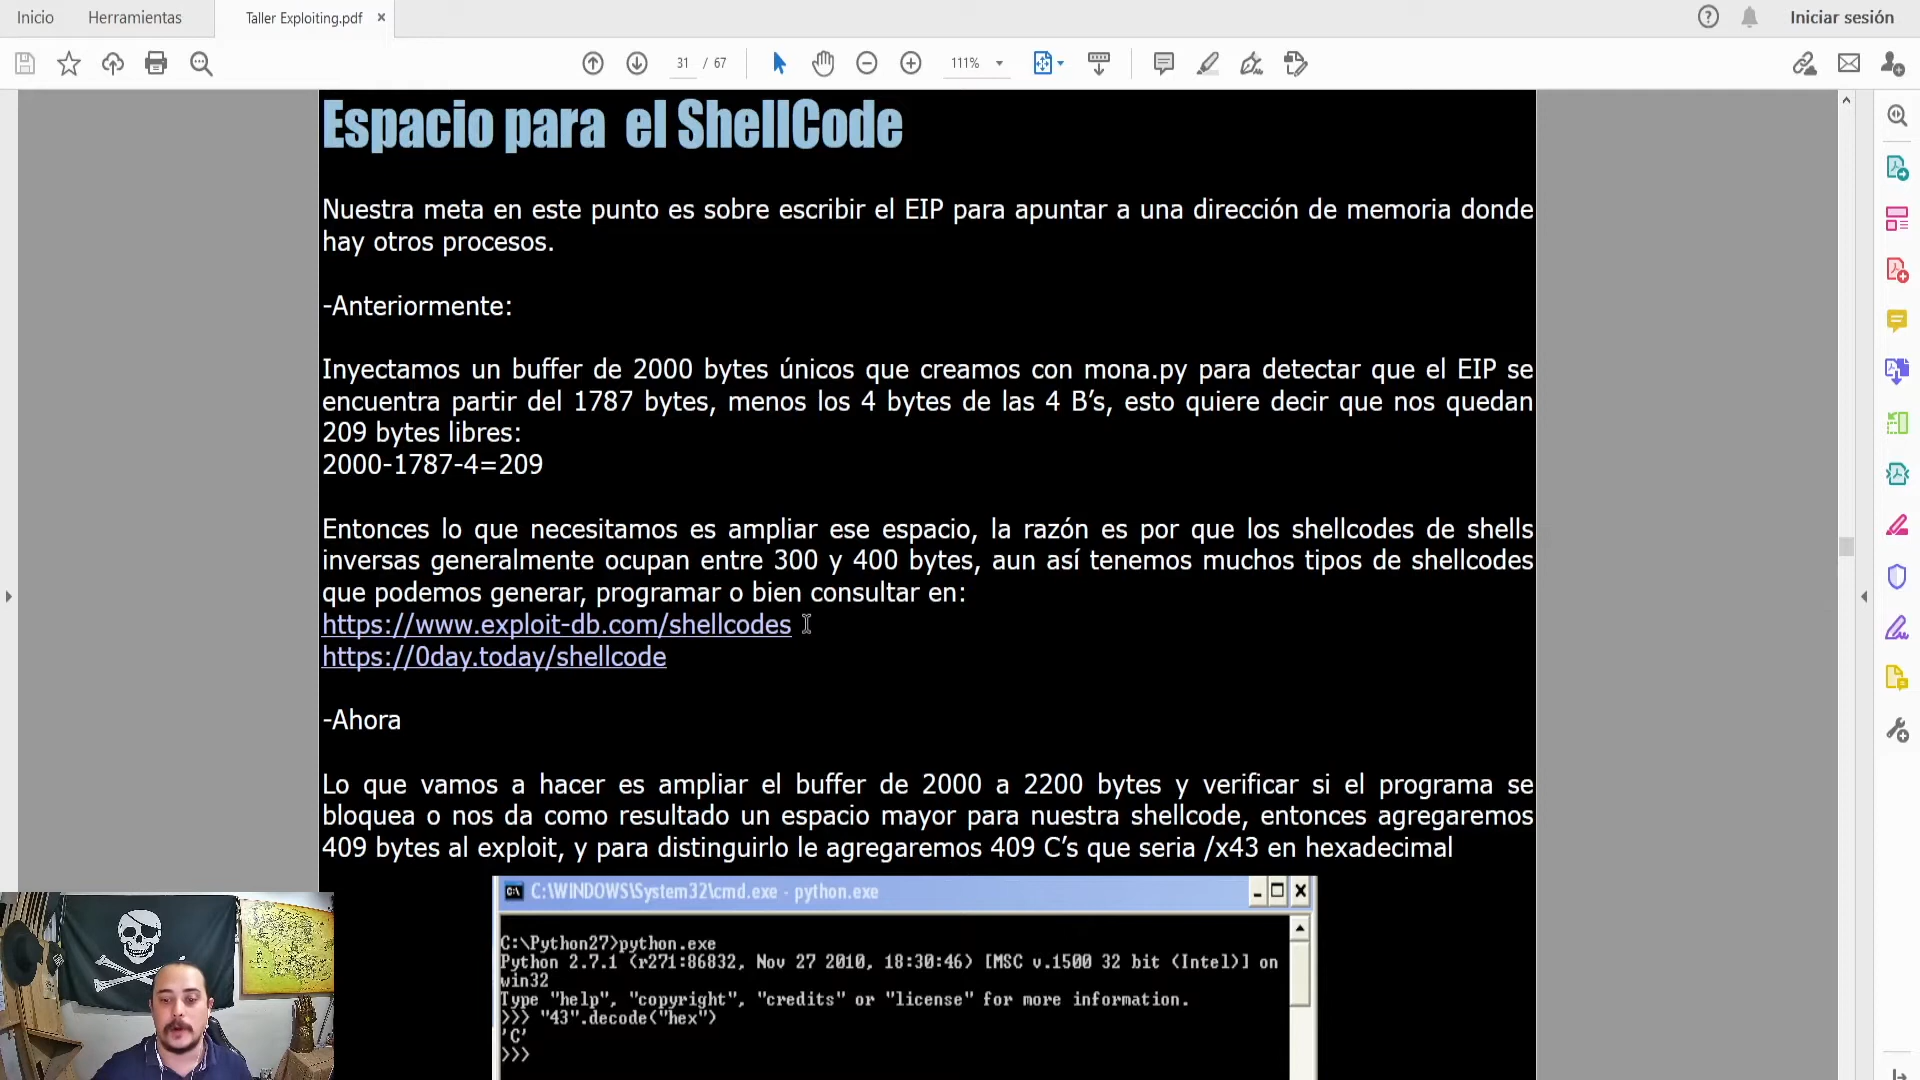 Inicio Herramientas Taller Exploiting.pdf × Iniciar sesión
31 / 67 111%
Espacio para el ShellCode
Nuestra meta en este punto es sobre escribir el EIP para apuntar a una dirección de memoria donde
hay otros procesos.
-Anteriormente:
Inyectamos un buffer de 2000 bytes únicos que creamos con mona.py para detectar que el EIP se
encuentra partir del 1787 bytes, menos los 4 bytes de las 4 B’s, esto quiere decir que nos quedan
209 bytes libres:
2000-1787-4=209
Entonces lo que necesitamos es ampliar ese espacio, la razón es por que los shellcodes de shells
inversas generalmente ocupan entre 300 y 400 bytes, aun así tenemos muchos tipos de shellcodes
que podemos generar, programar o bien consultar en:
https://www.exploit-db.com/shellcodes
https://0day.today/shellcode
-Ahora
Lo que vamos a hacer es ampliar el buffer de 2000 a 2200 bytes y verificar si el programa se
bloquea o nos da como resultado un espacio mayor para nuestra shellcode, entonces agregaremos
409 bytes al exploit, y para distinguirlo le agregaremos 409 C’s que seria /x43 en hexadecimal
C:\WINDOWS\System32\cmd.exe - python.exe
C:\Python27>python.exe
Python 2.7.1 (r271:86832, Nov 27 2010, 18:30:46) [MSC v.1500 32 bit (Intel)] on
win32
Type "help", "copyright", "credits" or "license" for more information.
>>> "43".decode("hex")
'C'
>>>